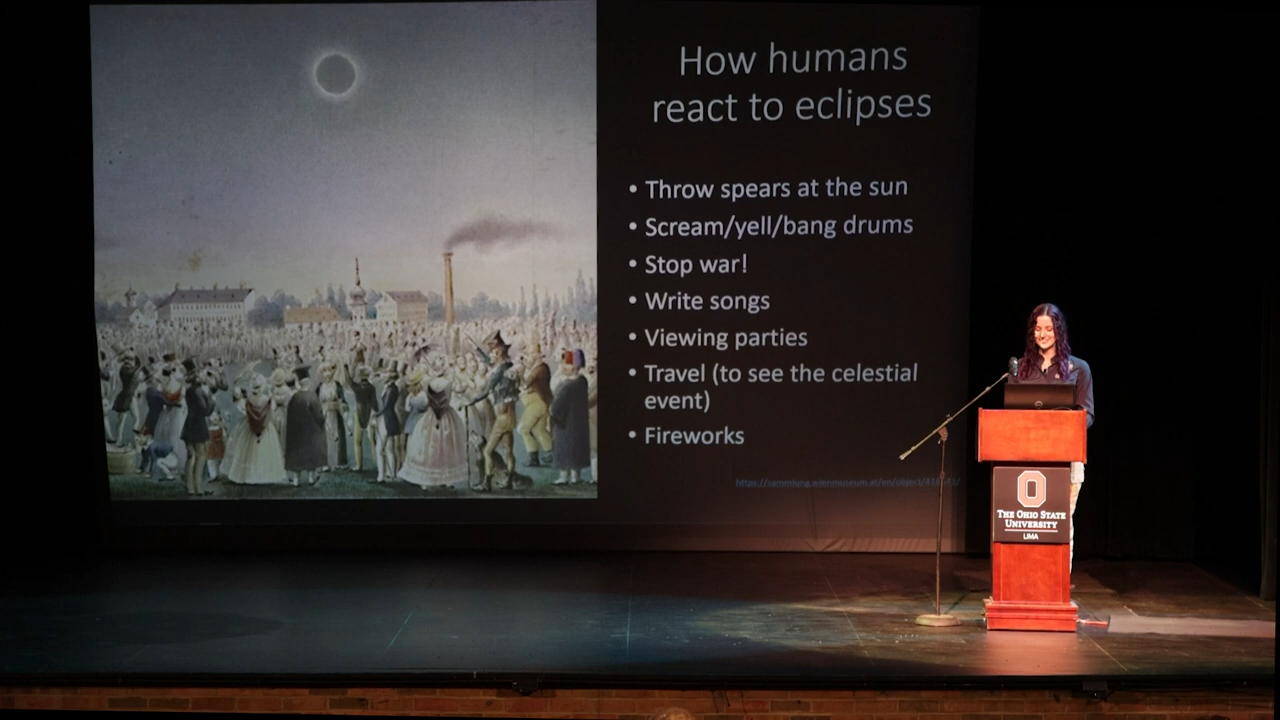 How humans
react to eclipses
• Throw spears at the sun
• Scream/yell/bang drums
• Stop war!
• Write songs
• Viewing parties
• Travel (to see the celestial
event)
• Fireworks
THE OHIO STATE
UNIVERSITY
LIMA